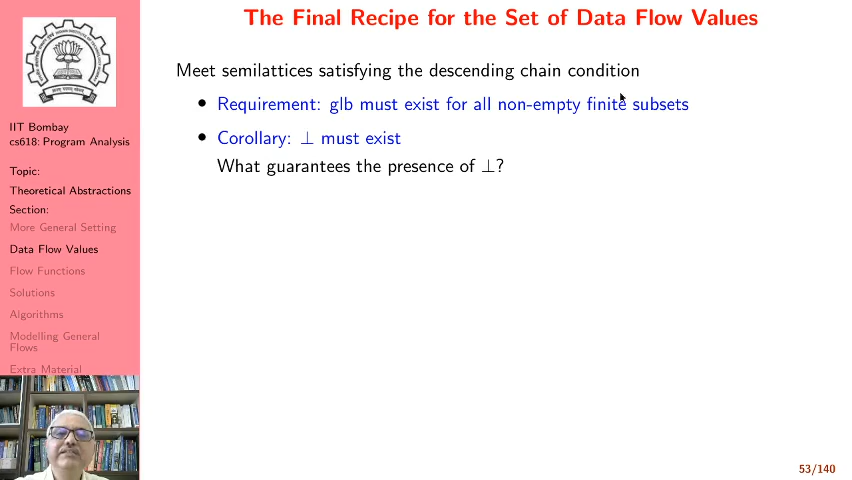 The Final Recipe for the Set of Data Flow Values
Meet semilattices satisfying the descending chain condition
• Requirement: glb must exist for all non-empty finite subsets
• Corollary: ⊥ must exist
What guarantees the presence of ⊥?
IIT Bombay
cs618: Program Analysis
Topic:
Theoretical Abstractions
Section:
More General Setting
Data Flow Values
Flow Functions
Solutions
Algorithms
Modelling General
Flows
Extra Material
53/140